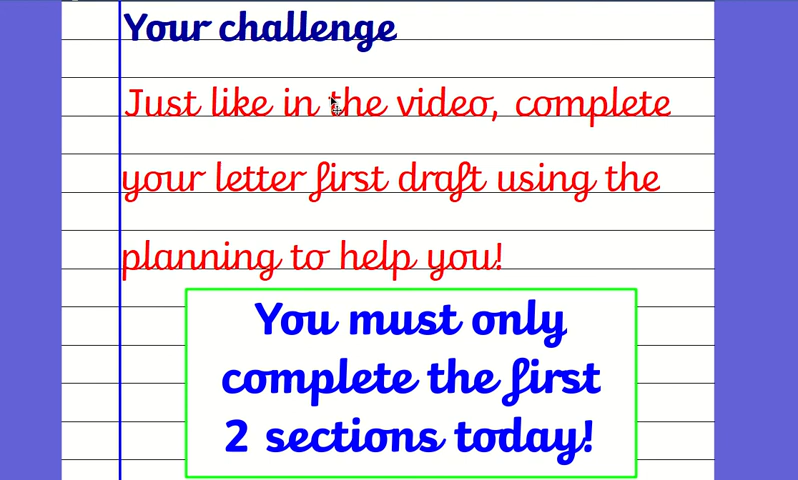 Your challenge
Just like in the video, complete
your letter first draft using the
planning to help you!
You must only
complete the first
2 sections today!